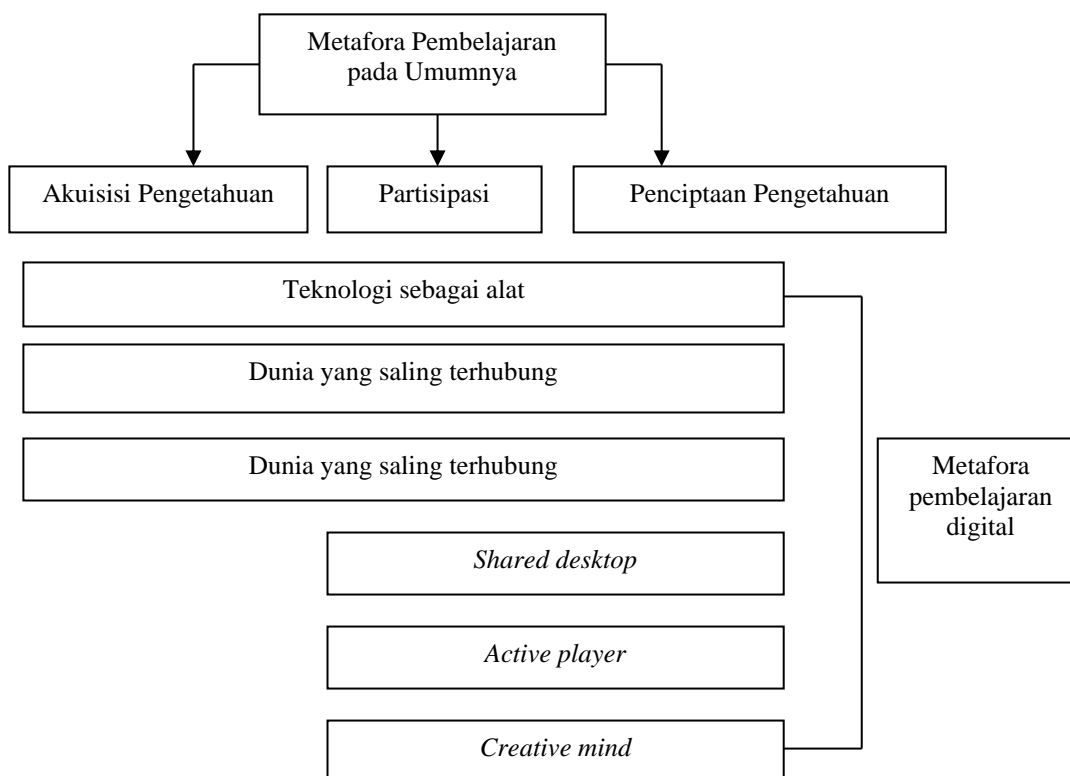 Metafora Pembelajaran
pada Umumnya
Akuisisi Pengetahuan
Partisipasi
Penciptaan Pengetahuan
Teknologi sebagai alat
Dunia yang saling terhubung
Dunia yang saling terhubung
Metafora
pembelajaran
digital
Shared desktop
Active player
Creative mind